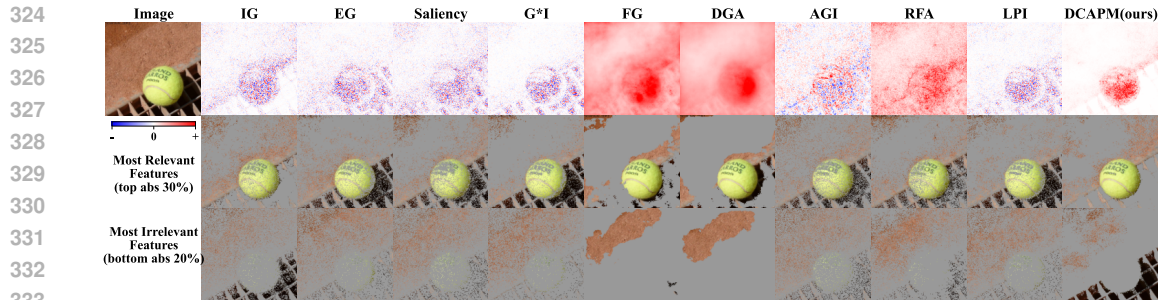 324
Image IG EG Saliency G*I FG DGA AGI RFA LPI DCAPM(ours)
325
326
327
328
- 0 +
Most Relevant
329
Features
(top abs 30%)
330
331
Most Irrelevant
Features
332
(bottom abs 20%)